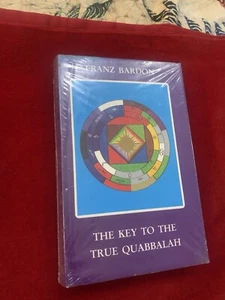 FRANZ BARDON
THE KEY TO THE
TRUE QUABBALAH